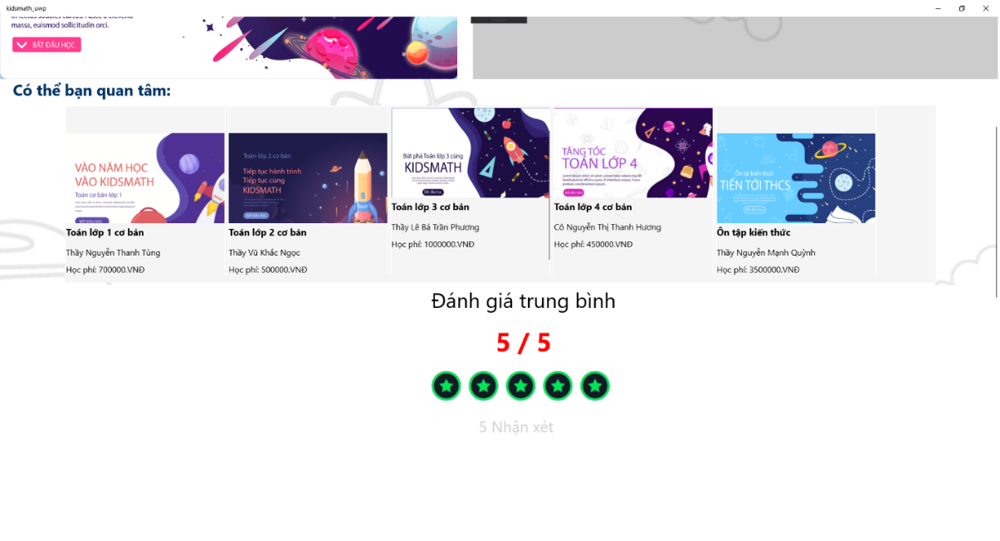 kidsmath_uwp
massa, euismod sollicitudin orci.
BẮT ĐẦU HỌC
Có thể bạn quan tâm:
VÀO NĂM HỌC
VÀO KIDSMATH
Toán cơ bản lớp 1
BẮT ĐẦU HỌC
Toán lớp 1 cơ bản
Thầy Nguyễn Thanh Tùng
Học phí: 700000.VNĐ
Toán lớp 2 cơ bản
Tiếp tục hành trình
Tiếp tục cùng
KIDSMATH
BẮT ĐẦU HỌC
Toán lớp 2 cơ bản
Thầy Vũ Khắc Ngọc
Học phí: 500000.VNĐ
Bứt phá Toán lớp 3 cùng
KIDSMATH
Bắt đầu học
Toán lớp 3 cơ bản
Thầy Lê Bá Trần Phương
Học phí: 1000000.VNĐ
TĂNG TỐC
TOÁN LỚP 4
Bắt đầu học
Toán lớp 4 cơ bản
Cô Nguyễn Thị Thanh Hương
Học phí: 450000.VNĐ
Ôn lại kiến thức
TIẾN TỚI THCS
Bắt đầu học
Ôn tập kiến thức
Thầy Nguyễn Mạnh Quỳnh
Học phí: 3500000.VNĐ
Đánh giá trung bình
5 / 5
5 Nhận xét